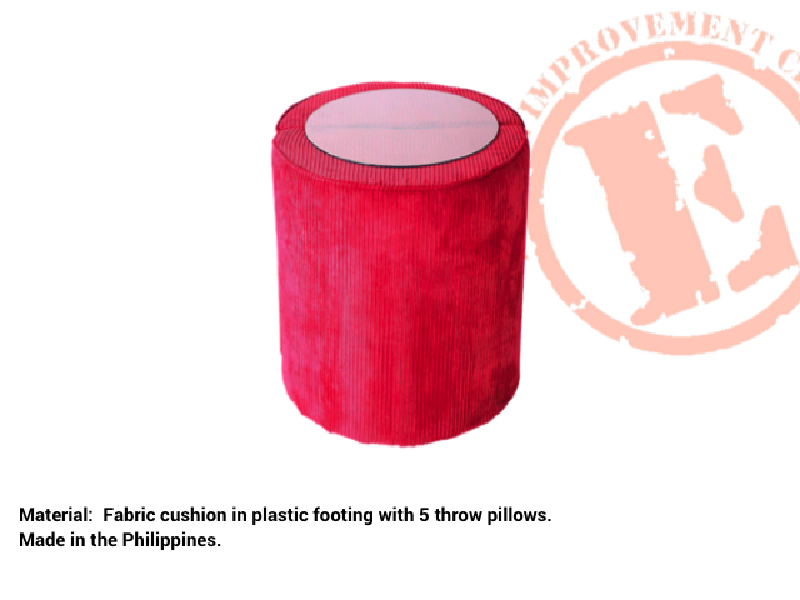 IMPROVEMENT
E
Material:  Fabric cushion in plastic footing with 5 throw pillows.
Made in the Philippines.